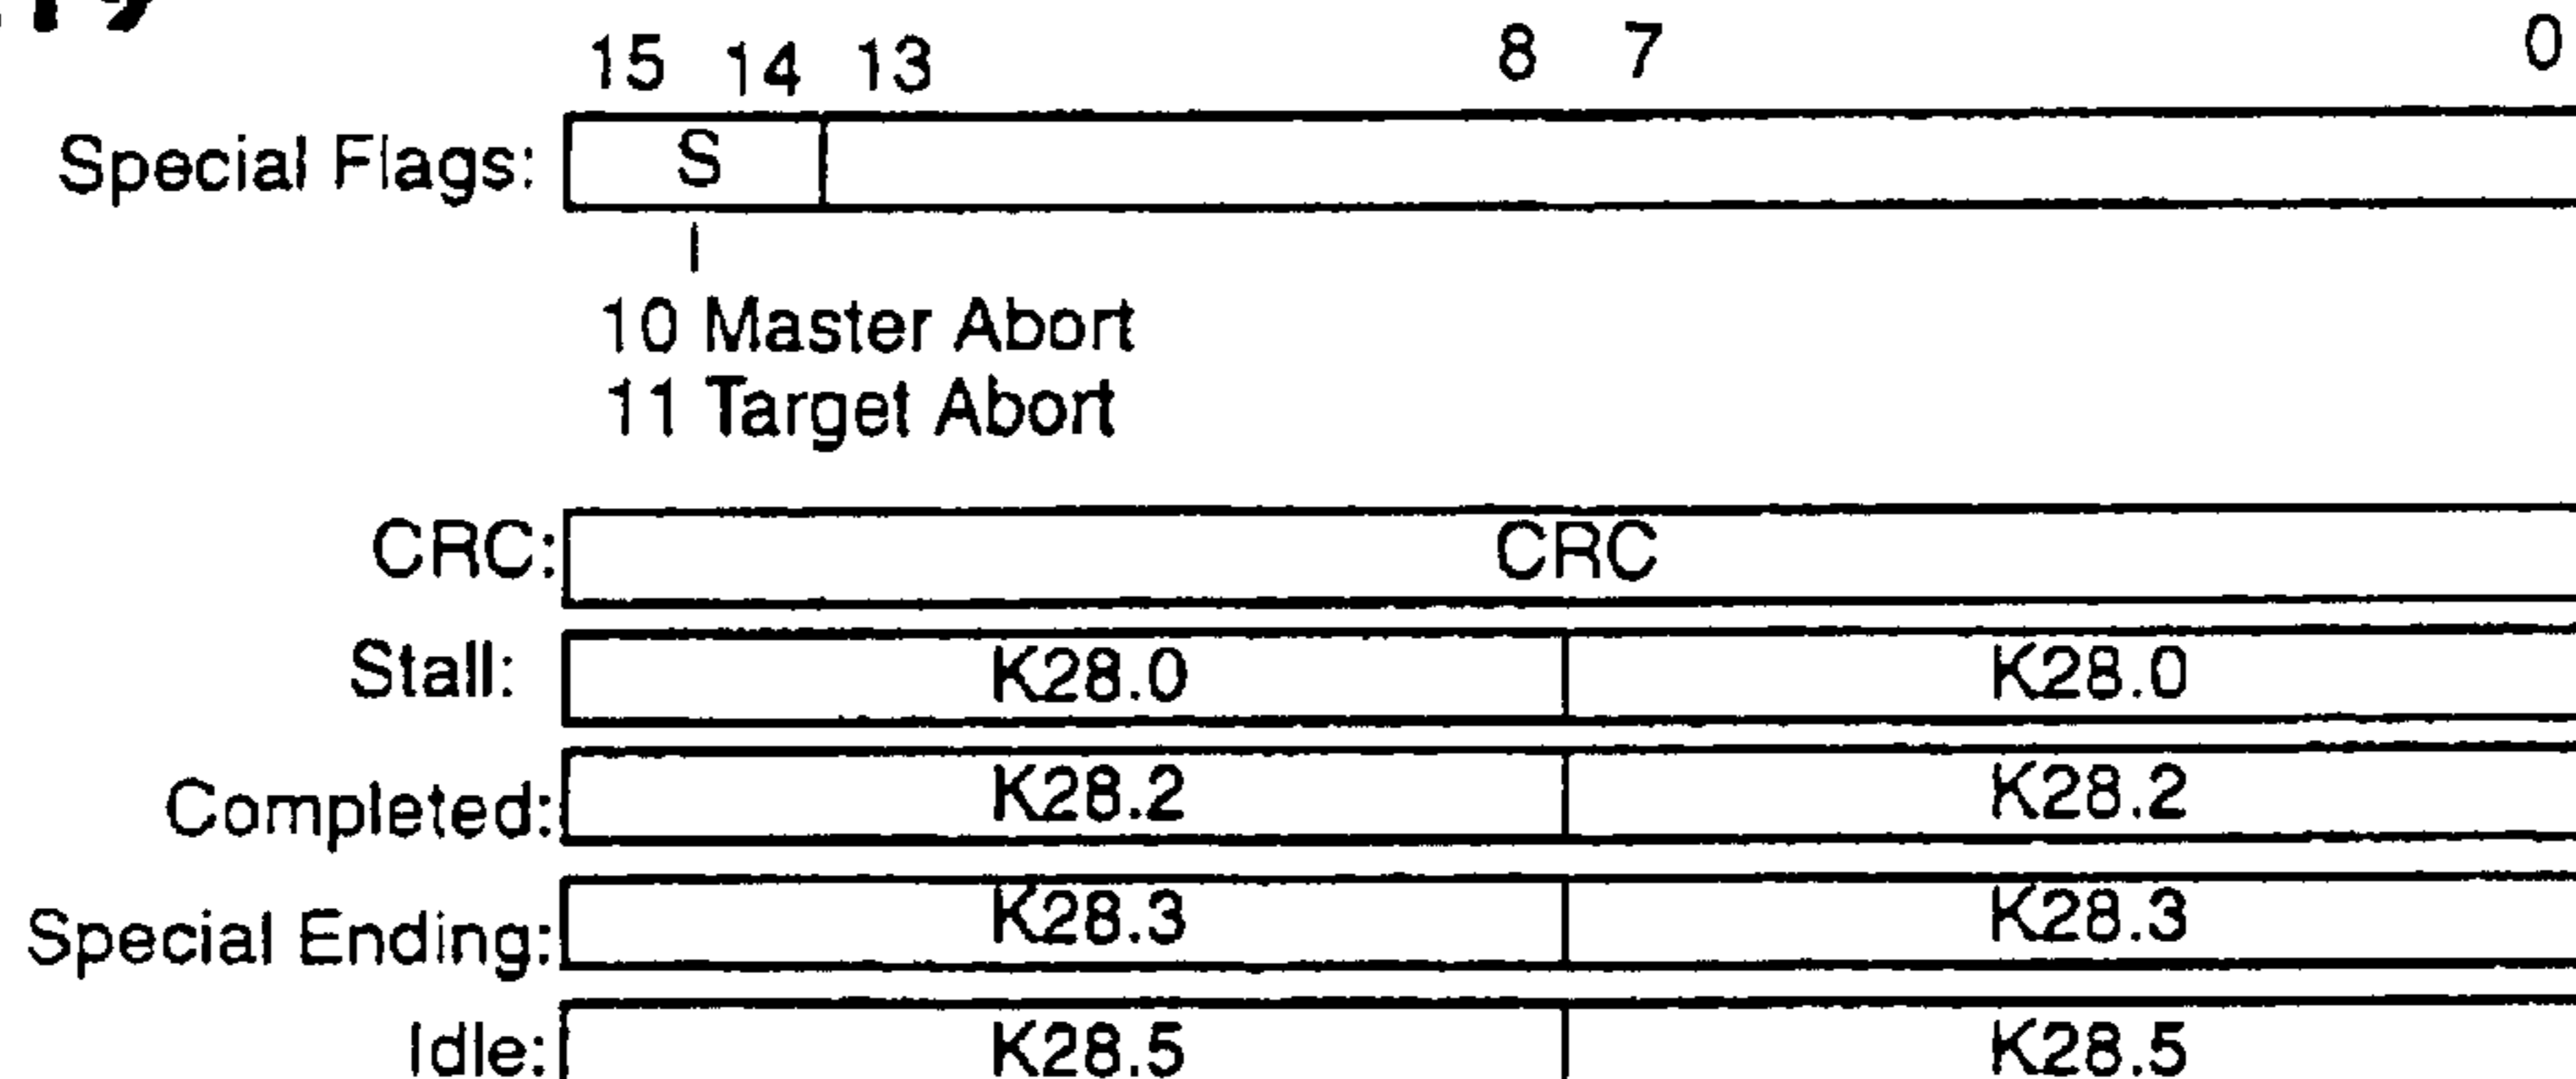 15 14 13 8 7 0
Special Flags: S
10 Master Abort
11 Target Abort
CRC: CRC
Stall: K28.0 K28.0
Completed: K28.2 K28.2
Special Ending: K28.3 K28.3
Idle: K28.5 K28.5